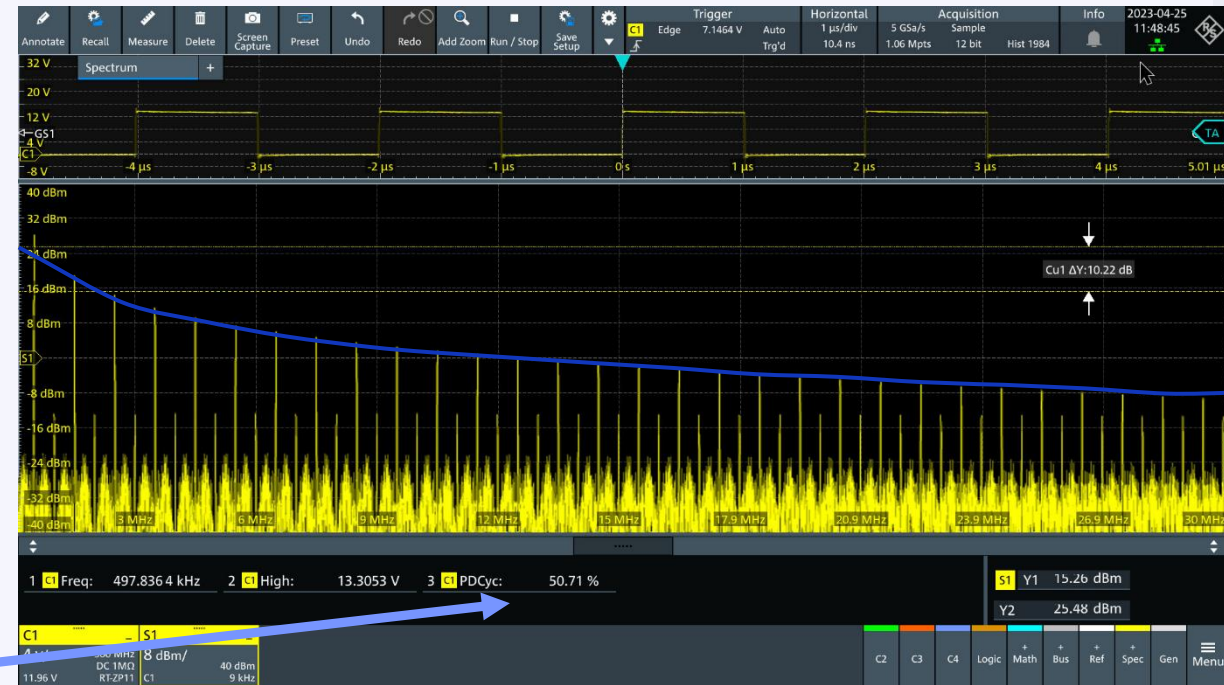 Annotate Recall Measure Delete Screen Capture Preset Undo Redo Add Zoom Run / Stop Save Setup
C1 Edge Trigger 7.1464 V Auto Trg'd
Horizontal 1 µs/div 10.4 ns
Acquisition 5 GSa/s Sample 1.06 Mpts 12 bit Hist 1984
Info
2023-04-25
11:48:45
R&S
32 V
Spectrum +
20 V
12 V
GS1
4 V
C1
TA
-8 V -4 µs -3 µs -2 µs -1 µs 0 s 1 µs 2 µs 3 µs 4 µs 5.01 µs
40 dBm
32 dBm
24 dBm
Cu1 ΔY:10.22 dB
16 dBm
8 dBm
S1
-8 dBm
-16 dBm
-24 dBm
-32 dBm
-40 dBm 3 MHz 6 MHz 9 MHz 12 MHz 15 MHz 17.9 MHz 20.9 MHz 23.9 MHz 26.9 MHz 30 MHz
1 C1 Freq: 497.836 4 kHz 2 C1 High: 13.3053 V 3 C1 PDCyc: 50.71 %
S1 Y1 15.26 dBm
Y2 25.48 dBm
C1 S1
8 dBm/
DC 1MΩ 40 dBm
11.96 V RT-ZP11 C1 9 kHz
C2 C3 C4 Logic + Math + Bus + Ref + Spec Gen Menu